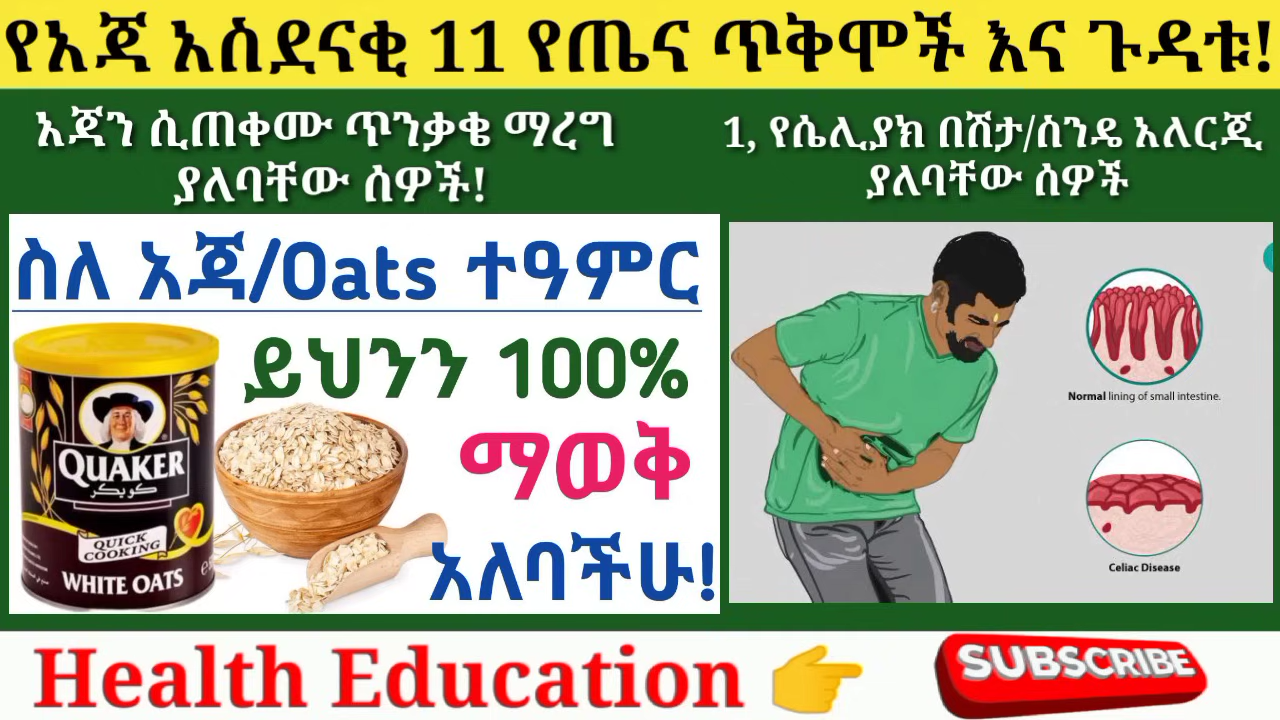 የአጃ አስደናቂ 11 የጤና ጥቅሞች እና ጉዳቱ!
አጃን ሲጠቀሙ ጥንቃቄ ማረግ
ያለባቸው ሰዎች!
1, የሴሊያክ በሽታ/ስንዴ አለርጂ
ያለባቸው ሰዎች
ስለ አጃ/Oats ተዓምር
ይህንን 100%
ማወቅ
አለባችሁ!
QUAKER
كويكر
QUICK
COOKING
WHITE OATS
Normal lining of small intestine.
Celiac Disease
Health Education
SUBSCRIBE